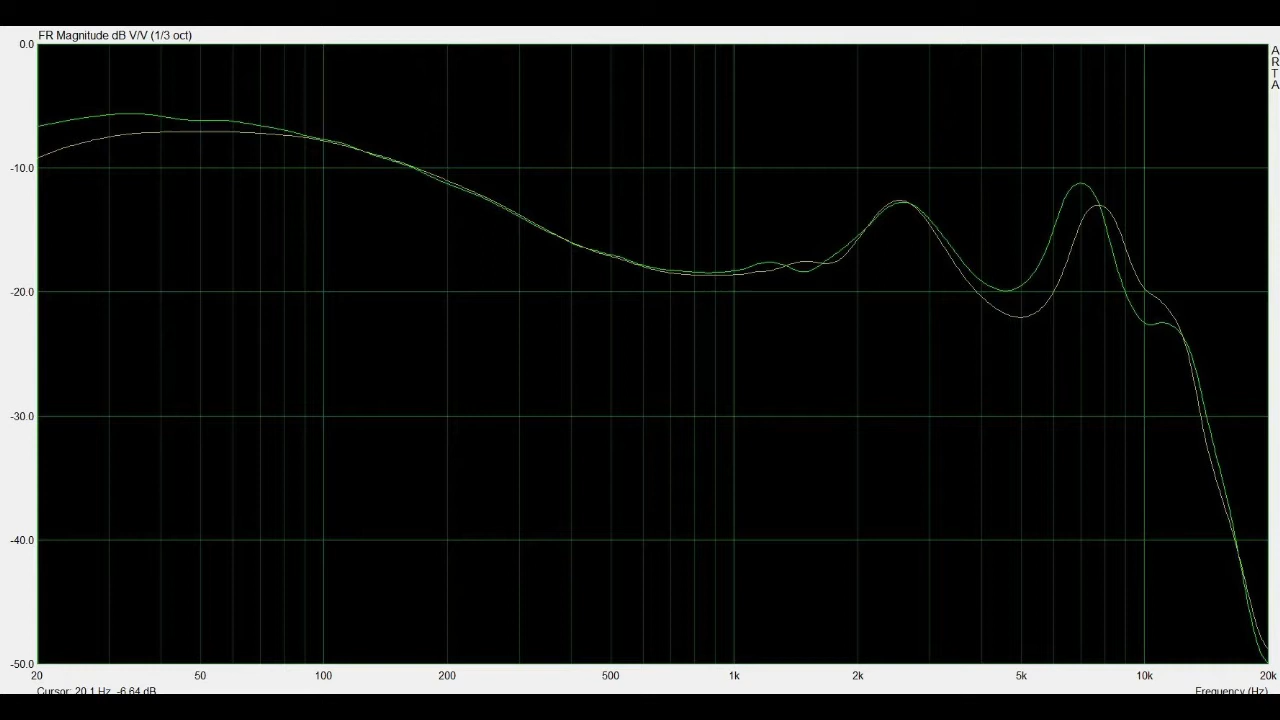 FR Magnitude dB V/V (1/3 oct)
0.0
-10.0
-20.0
-30.0
-40.0
-50.0
A
R
T
A
20 50 100 200 500 1k 2k 5k 10k 20k
Cursor: 20.1 Hz, -6.64 dB
Frequency (Hz)